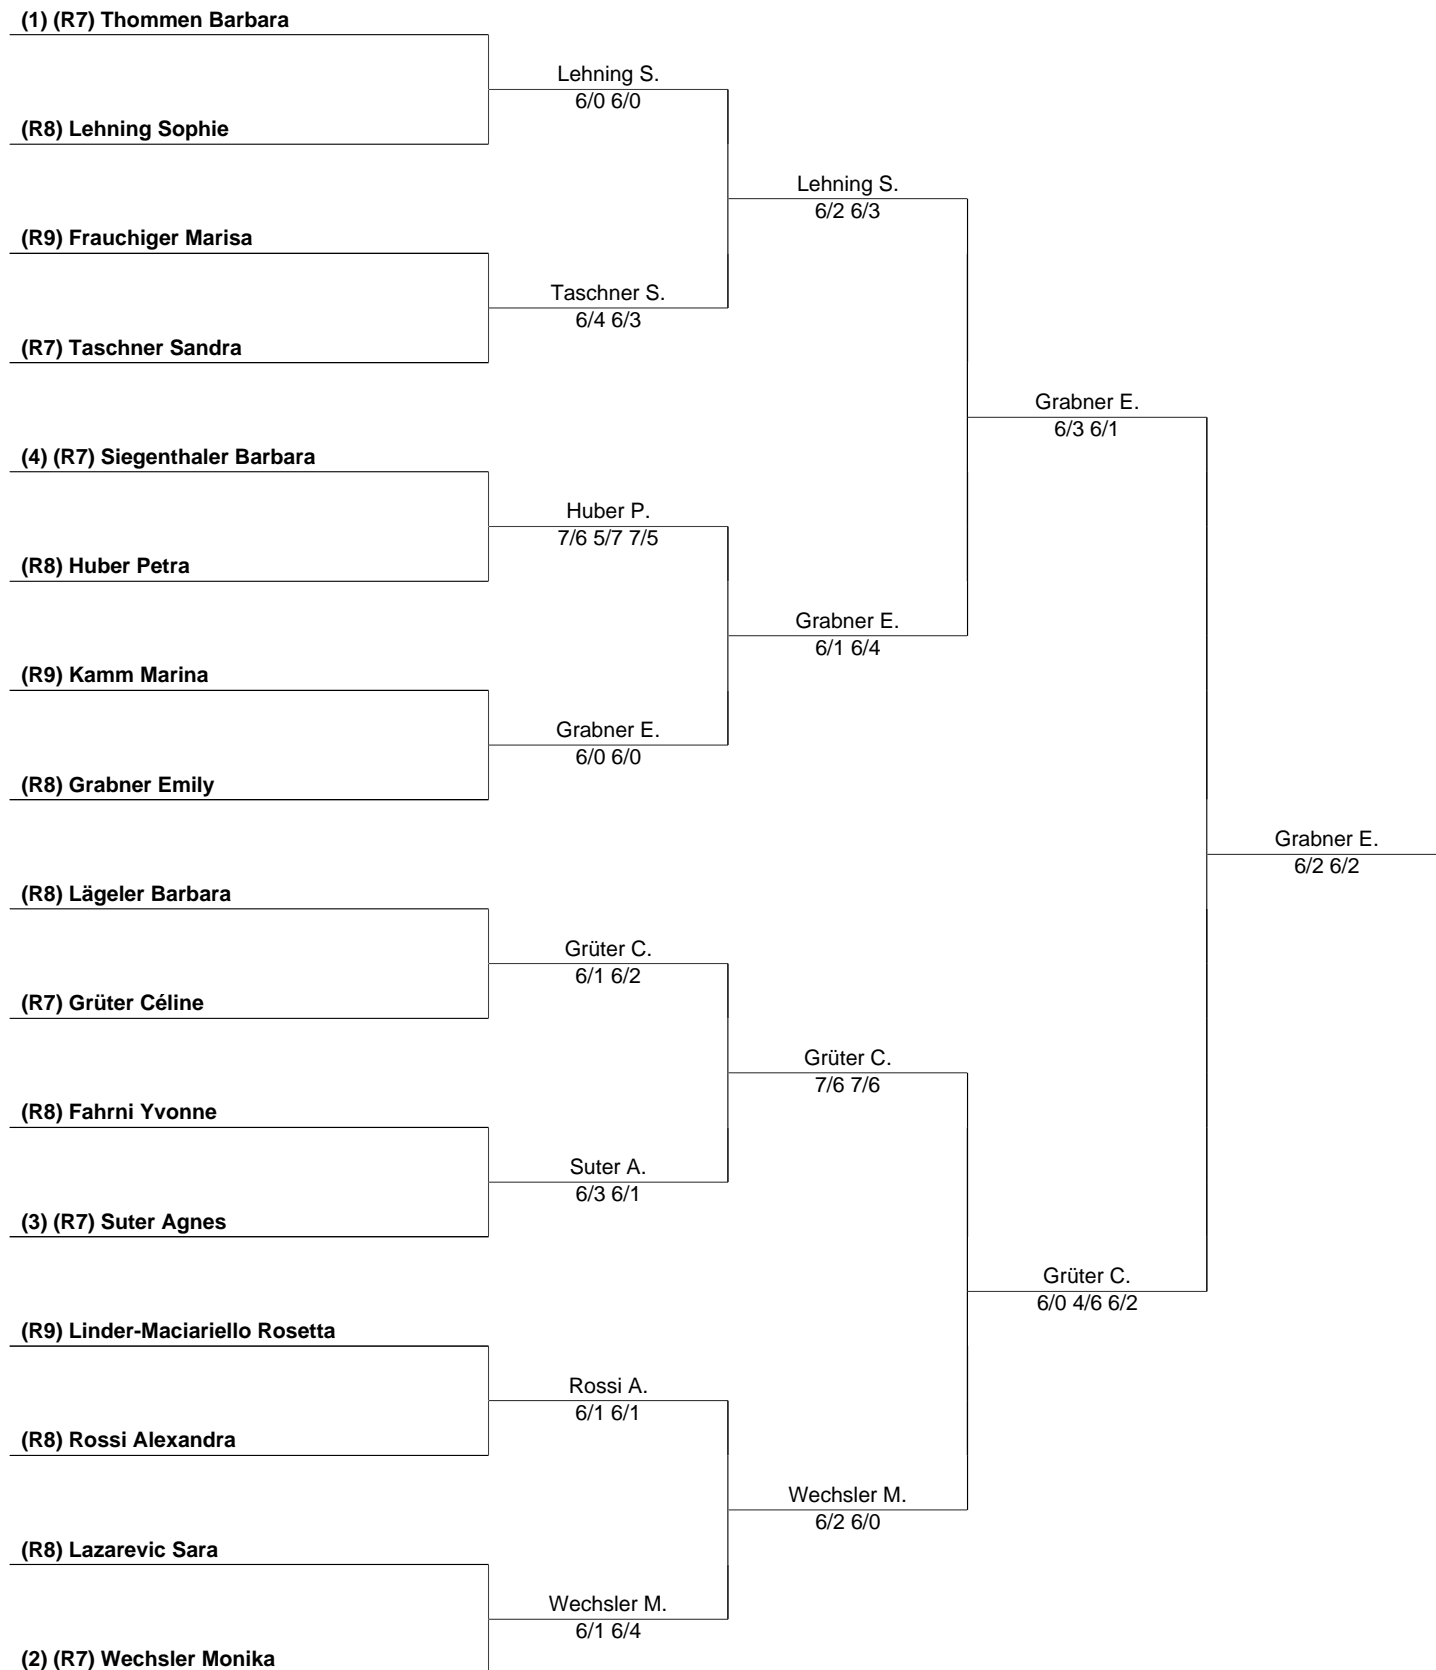 (1) (R7) Thommen Barbara
Lehning S.
6/0 6/0
(R8) Lehning Sophie
Lehning S.
6/2 6/3
(R9) Frauchiger Marisa
Taschner S.
6/4 6/3
(R7) Taschner Sandra
Grabner E.
6/3 6/1
(4) (R7) Siegenthaler Barbara
Huber P.
7/6 5/7 7/5
(R8) Huber Petra
Grabner E.
6/1 6/4
(R9) Kamm Marina
Grabner E.
6/0 6/0
(R8) Grabner Emily
Grabner E.
6/2 6/2
(R8) Lägeler Barbara
Grüter C.
6/1 6/2
(R7) Grüter Céline
Grüter C.
7/6 7/6
(R8) Fahrni Yvonne
Suter A.
6/3 6/1
(3) (R7) Suter Agnes
Grüter C.
6/0 4/6 6/2
(R9) Linder-Maciariello Rosetta
Rossi A.
6/1 6/1
(R8) Rossi Alexandra
Wechsler M.
6/2 6/0
(R8) Lazarevic Sara
Wechsler M.
6/1 6/4
(2) (R7) Wechsler Monika